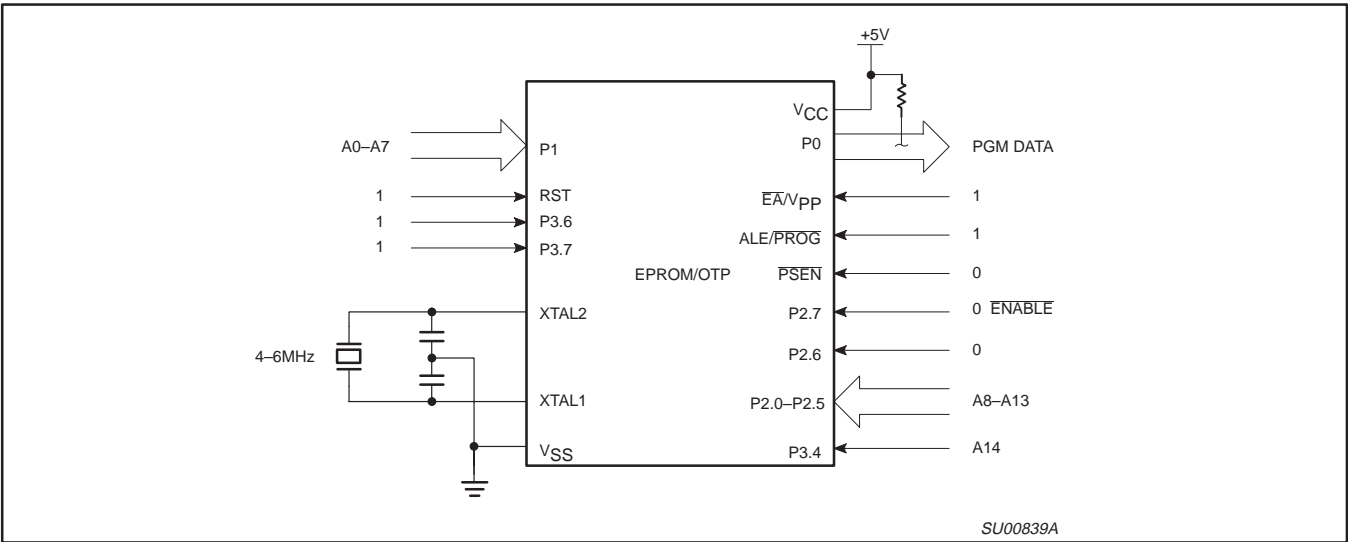 +5V
VCC
A0–A7
P1
P0
PGM DATA
1
RST
EA/VPP
1
1
P3.6
1
P3.7
ALE/PROG
1
EPROM/OTP
PSEN
0
XTAL2
P2.7
0 ENABLE
4–6MHz
P2.6
0
XTAL1
P2.0–P2.5
A8–A13
VSS
P3.4
A14
SU00839A